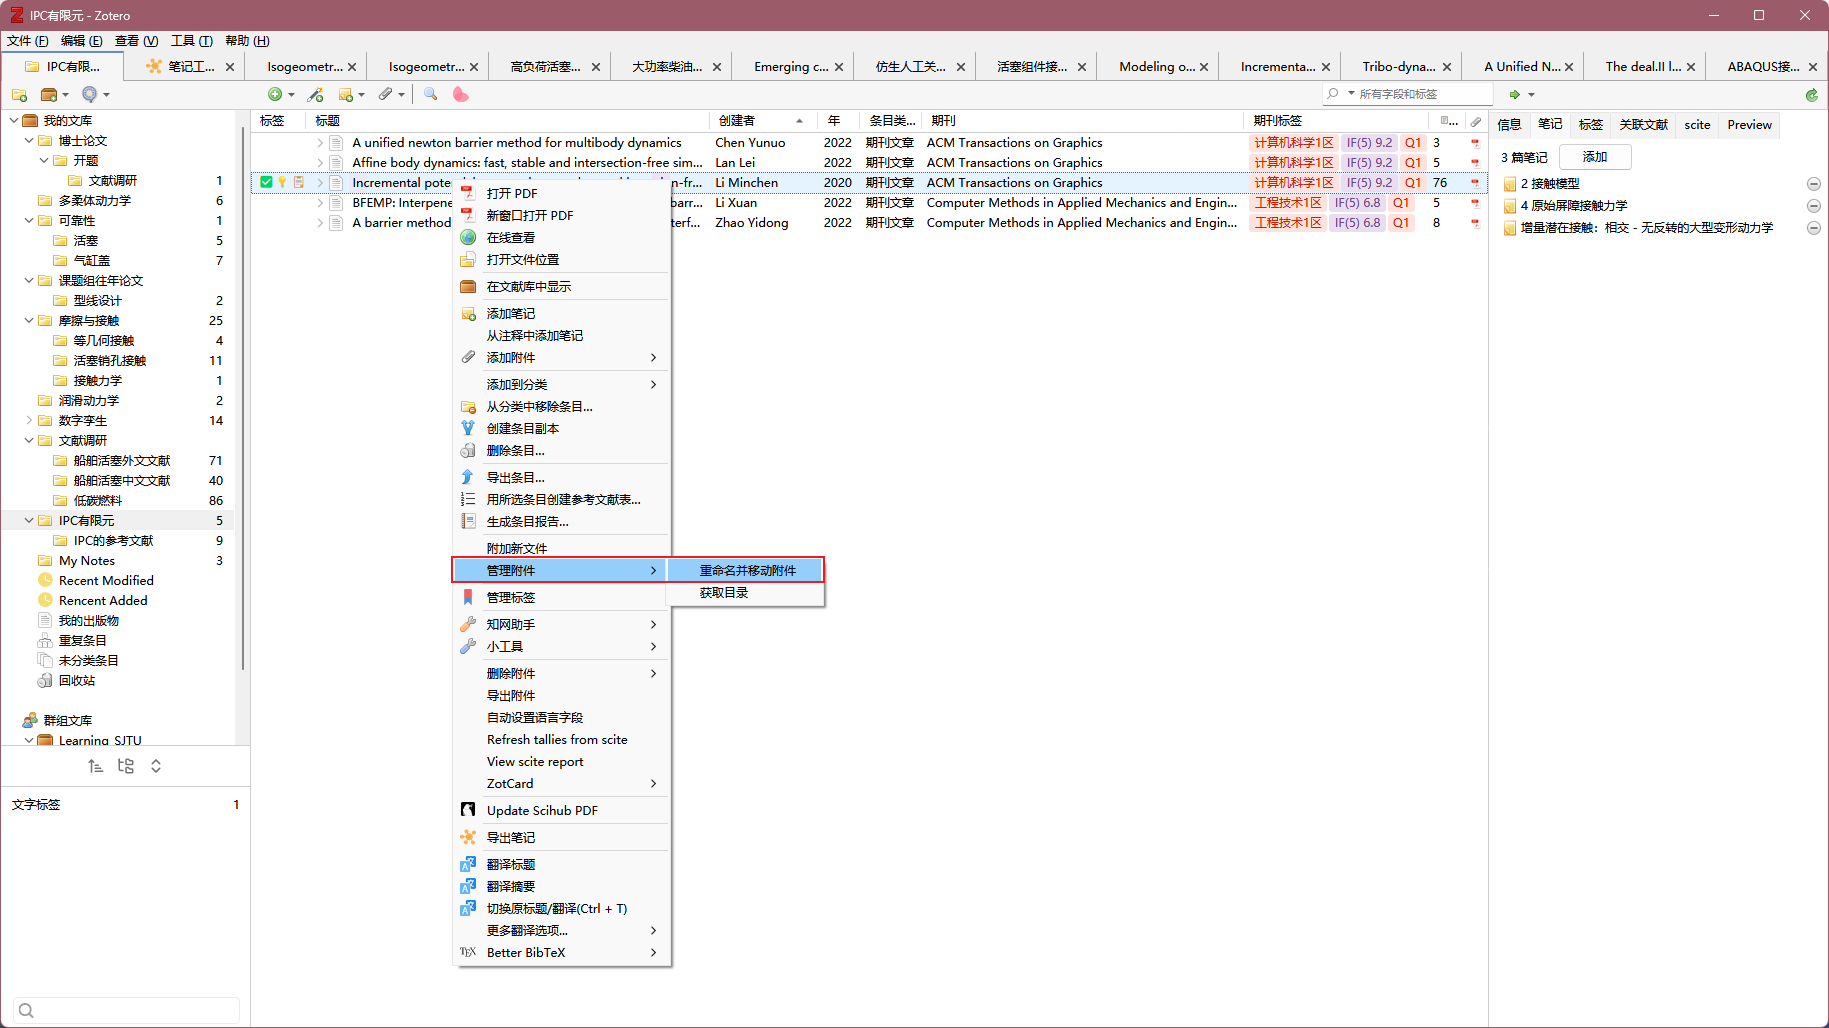 IPC有限元 - Zotero
文件 (F) 编辑 (E) 查看 (V) 工具 (T) 帮助 (H)
IPC有限... 笔记工... Isogeometr... Isogeometr... 高负荷活塞... 大功率柴油... Emerging c... 仿生人工关... 活塞组件接... Modeling o... Incrementa... Tribo-dyna... A Unified N... The deal.II l... ABAQUS接...
所有字段和标签
我的文库
博士论文
开题
文献调研 1
多柔体动力学 6
可靠性 1
活塞 5
气缸盖 7
课题组往年论文
型线设计 2
摩擦与接触 25
等几何接触 4
活塞销孔接触 11
接触力学 1
润滑动力学 2
数字孪生 14
文献调研
船舶活塞外文文献 71
船舶活塞中文文献 40
低碳燃料 86
IPC有限元 5
IPC的参考文献 9
My Notes 3
Recent Modified
Rencent Added
我的出版物
重复条目
未分类条目
回收站
群组文库
Learning_SJTU
文字标签 1
标签 标题 创建者 年 条目类... 期刊 期刊标签 ...
A unified newton barrier method for multibody dynamics Chen Yunuo 2022 期刊文章 ACM Transactions on Graphics 计算机科学1区 IF(5) 9.2 Q1 3
Affine body dynamics: fast, stable and intersection-free sim... Lan Lei 2022 期刊文章 ACM Transactions on Graphics 计算机科学1区 IF(5) 9.2 Q1 5
Incremental poten n-fr... Li Minchen 2020 期刊文章 ACM Transactions on Graphics 计算机科学1区 IF(5) 9.2 Q1 76
BFEMP: Interpene barr... Li Xuan 2022 期刊文章 Computer Methods in Applied Mechanics and Engin... 工程技术1区 IF(5) 6.8 Q1 5
A barrier method terf... Zhao Yidong 2022 期刊文章 Computer Methods in Applied Mechanics and Engin... 工程技术1区 IF(5) 6.8 Q1 8
打开 PDF
新窗口打开 PDF
在线查看
打开文件位置
在文献库中显示
添加笔记
从注释中添加笔记
添加附件
添加到分类
从分类中移除条目...
创建条目副本
删除条目...
导出条目...
用所选条目创建参考文献表...
生成条目报告...
附加新文件
管理附件
重命名并移动附件
获取目录
管理标签
知网助手
小工具
删除附件
导出附件
自动设置语言字段
Refresh tallies from scite
View scite report
ZotCard
Update Scihub PDF
导出笔记
翻译标题
翻译摘要
切换原标题/翻译(Ctrl + T)
更多翻译选项...
TEX Better BibTeX
信息 笔记 标签 关联文献 scite Preview
3 篇笔记 添加
2 接触模型
4 原始屏障接触力学
增量潜在接触：相交 - 无反转的大型变形动力学